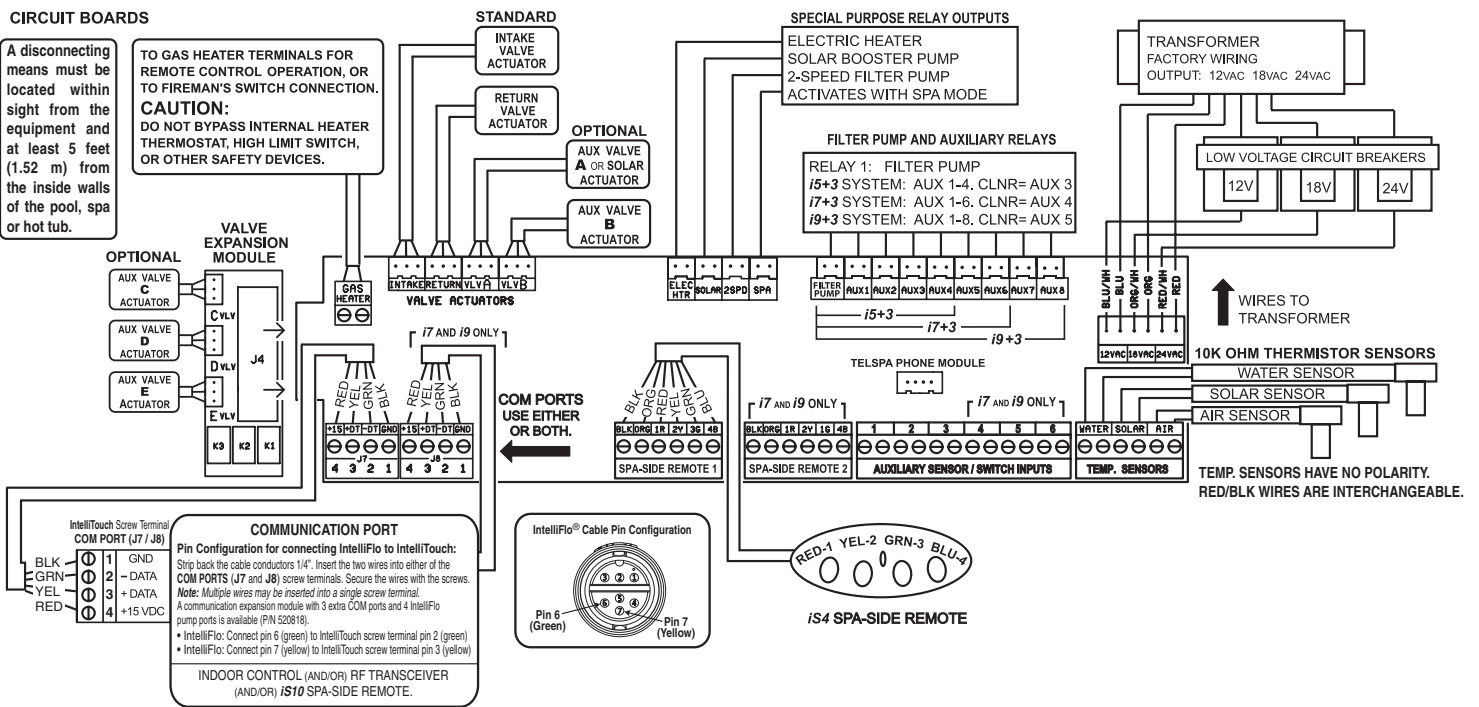 CIRCUIT BOARDS
A disconnecting
means must be
located within
sight from the
equipment and
at least 5 feet
(1.52 m) from
the inside walls
of the pool, spa
or hot tub.
TO GAS HEATER TERMINALS FOR
REMOTE CONTROL OPERATION, OR
TO FIREMAN'S SWITCH CONNECTION.
CAUTION:
DO NOT BYPASS INTERNAL HEATER
THERMOSTAT, HIGH LIMIT SWITCH,
OR OTHER SAFETY DEVICES.
STANDARD
INTAKE
VALVE
ACTUATOR
RETURN
VALVE
ACTUATOR
OPTIONAL
AUX VALVE
A OR SOLAR
ACTUATOR
AUX VALVE
B
ACTUATOR
SPECIAL PURPOSE RELAY OUTPUTS
ELECTRIC HEATER
SOLAR BOOSTER PUMP
2-SPEED FILTER PUMP
ACTIVATES WITH SPA MODE
FILTER PUMP AND AUXILIARY RELAYS
RELAY 1: FILTER PUMP
i5+3 SYSTEM: AUX 1-4. CLNR= AUX 3
i7+3 SYSTEM: AUX 1-6. CLNR= AUX 4
i9+3 SYSTEM: AUX 1-8. CLNR= AUX 5
TRANSFORMER
FACTORY WIRING
OUTPUT: 12VAC 18VAC 24VAC
LOW VOLTAGE CIRCUIT BREAKERS
12V 18V 24V
OPTIONAL
VALVE
EXPANSION
MODULE
AUX VALVE
C
ACTUATOR
AUX VALVE
D
ACTUATOR
AUX VALVE
E
ACTUATOR
C VLV
D VLV
E VLV
J4
K3 K2 K1
GAS
HEATER
INTAKE RETURN VLV A VLV B
VALVE ACTUATORS
ELEC
HTR
SOLAR 2SPD SPA
FILTER
PUMP
AUX1 AUX2 AUX3 AUX4 AUX5 AUX6 AUX7 AUX8
i5+3
i7+3
i9+3
BLU/WH BLU ORG/WH ORG RED/WH RED
12VAC 18VAC 24VAC
WIRES TO
TRANSFORMER
TELSPA PHONE MODULE
10K OHM THERMISTOR SENSORS
WATER SENSOR
SOLAR SENSOR
AIR SENSOR
i7 AND i9 ONLY
RED YEL GRN BLK
RED YEL GRN BLK
+15 +DT -DT GND
J7
4 3 2 1
+15 +DT -DT GND
J8
4 3 2 1
COM PORTS
USE EITHER
OR BOTH.
BLK ORG RED YEL GRN BLU
BLK ORG 1R 2Y 3G 4B
SPA-SIDE REMOTE 1
i7 AND i9 ONLY
BLK ORG 1R 2Y 1G 4B
SPA-SIDE REMOTE 2
i7 AND i9 ONLY
1 2 3 4 5 6
AUXILIARY SENSOR / SWITCH INPUTS
WATER SOLAR AIR
TEMP. SENSORS
TEMP. SENSORS HAVE NO POLARITY.
RED/BLK WIRES ARE INTERCHANGEABLE.
IntelliTouch Screw Terminal
COM PORT (J7 / J8)
BLK 1 GND
GRN 2 – DATA
YEL 3 + DATA
RED 4 +15 VDC
COMMUNICATION PORT
Pin Configuration for connecting IntelliFlo to IntelliTouch:
Strip back the cable conductors 1/4". Insert the two wires into either of the
COM PORTS (J7 and J8) screw terminals. Secure the wires with the screws.
Note: Multiple wires may be inserted into a single screw terminal.
A communication expansion module with 3 extra COM ports and 4 IntelliFlo
pump ports is available (P/N 520818).
• IntelliFlo: Connect pin 6 (green) to IntelliTouch screw terminal pin 2 (green)
• IntelliFlo: Connect pin 7 (yellow) to IntelliTouch screw terminal pin 3 (yellow)
INDOOR CONTROL (AND/OR) RF TRANSCEIVER
(AND/OR) iS10 SPA-SIDE REMOTE.
IntelliFlo® Cable Pin Configuration
3 2 1
6 5 4
7
Pin 6
(Green)
Pin 7
(Yellow)
RED-1 YEL-2 GRN-3 BLU-4
iS4 SPA-SIDE REMOTE